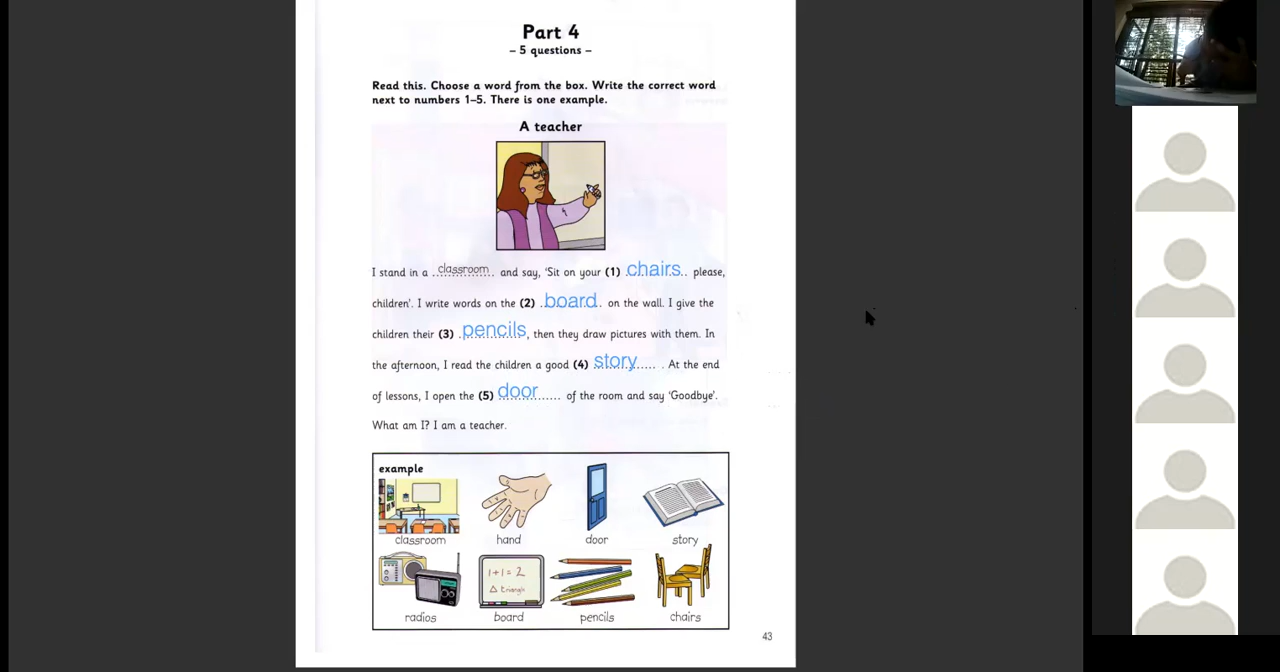 Part 4
– 5 questions –
Read this. Choose a word from the box. Write the correct word
next to numbers 1–5. There is one example.
A teacher
I stand in a classroom and say, 'Sit on your (1) chairs please,
children'. I write words on the (2) board on the wall. I give the
children their (3) pencils, then they draw pictures with them. In
the afternoon, I read the children a good (4) story. At the end
of lessons, I open the (5) door of the room and say 'Goodbye'.
What am I? I am a teacher.
example
classroom hand door story
1+1=2
triangle
radios board pencils chairs
43